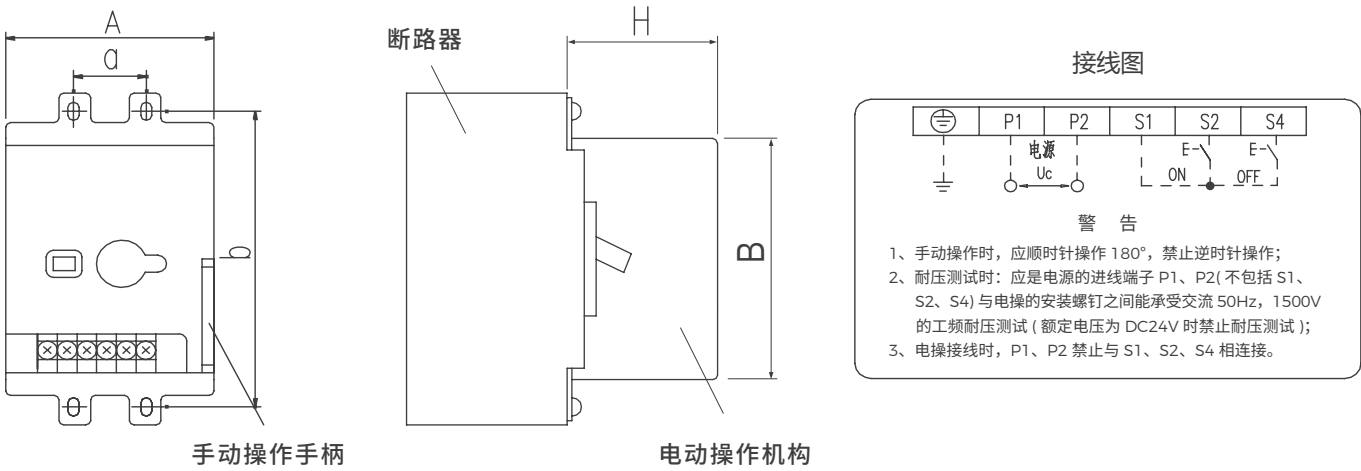 A
a
b
手动操作手柄
断路器
H
B
电动操作机构
接线图
P1 P2 S1 S2 S4
电源
Uc
E
E
ON
OFF
警 告
1、手动操作时，应顺时针操作 180°，禁止逆时针操作；
2、耐压测试时：应是电源的进线端子 P1、P2( 不包括 S1、
S2、S4) 与电操的安装螺钉之间能承受交流 50Hz，1500V
的工频耐压测试 ( 额定电压为 DC24V 时禁止耐压测试 )；
3、电操接线时，P1、P2 禁止与 S1、S2、S4 相连接。